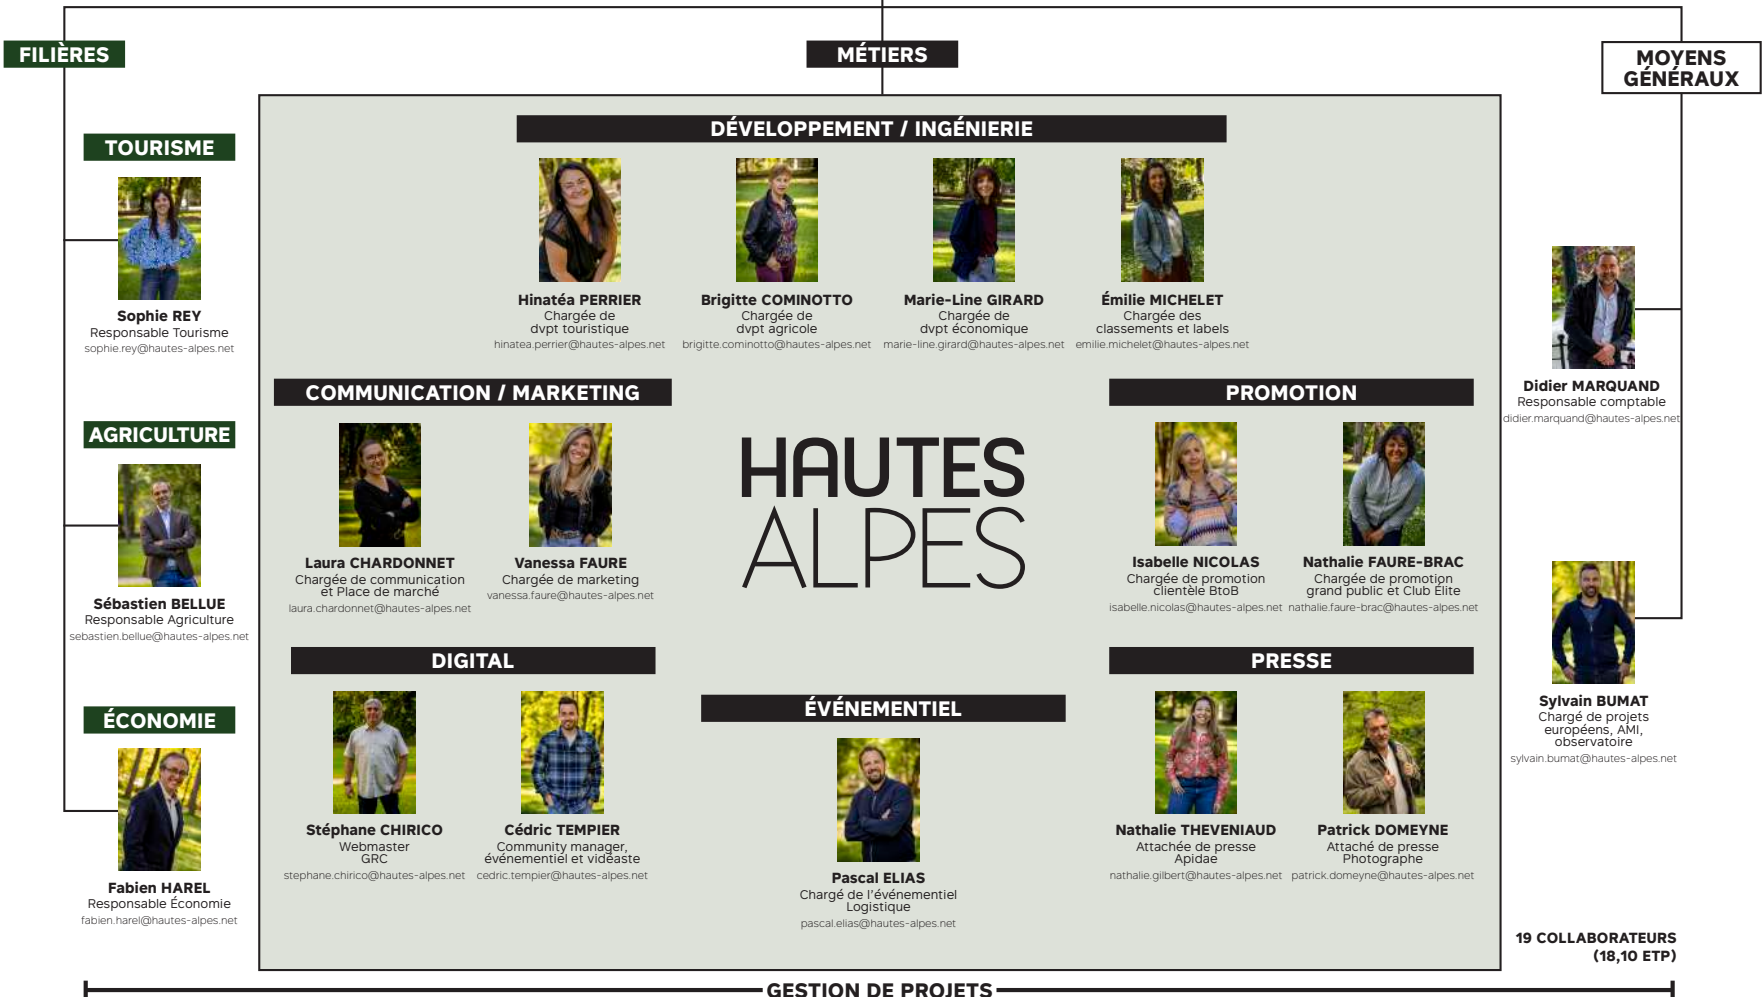 FILIÈRES
MÉTIERS
MOYENS
GÉNÉRAUX
TOURISME
Sophie REY
Responsable Tourisme
sophie.rey@hautes-alpes.net
AGRICULTURE
Sébastien BELLUE
Responsable Agriculture
sebastien.bellue@hautes-alpes.net
ÉCONOMIE
Fabien HAREL
Responsable Économie
fabien.harel@hautes-alpes.net
DÉVELOPPEMENT / INGÉNIERIE
Hinatéa PERRIER
Chargée de
dvpt touristique
hinatea.perrier@hautes-alpes.net
Brigitte COMINOTTO
Chargée de
dvpt agricole
brigitte.cominotto@hautes-alpes.net
Marie-Line GIRARD
Chargée de
dvpt économique
marie-line.girard@hautes-alpes.net
Émilie MICHELET
Chargée des
classements et labels
emilie.michelet@hautes-alpes.net
COMMUNICATION / MARKETING
Laura CHARDONNET
Chargée de communication
et Place de marché
laura.chardonnet@hautes-alpes.net
Vanessa FAURE
Chargée de marketing
vanessa.faure@hautes-alpes.net
HAUTES
ALPES
PROMOTION
Isabelle NICOLAS
Chargée de promotion
clientèle BtoB
isabelle.nicolas@hautes-alpes.net
Nathalie FAURE-BRAC
Chargée de promotion
grand public et Club Élite
nathalie.faure-brac@hautes-alpes.net
DIGITAL
Stéphane CHIRICO
Webmaster
GRC
stephane.chirico@hautes-alpes.net
Cédric TEMPIER
Community manager,
événementiel et vidéaste
cedric.tempier@hautes-alpes.net
ÉVÉNEMENTIEL
Pascal ELIAS
Chargé de l'événementiel
Logistique
pascal.elias@hautes-alpes.net
PRESSE
Nathalie THEVENIAUD
Attachée de presse
Apidae
nathalie.gilbert@hautes-alpes.net
Patrick DOMEYNE
Attaché de presse
Photographe
patrick.domeyne@hautes-alpes.net
Didier MARQUAND
Responsable comptable
didier.marquand@hautes-alpes.net
Sylvain BUMAT
Chargé de projets
européens, AMI,
observatoire
sylvain.bumat@hautes-alpes.net
19 COLLABORATEURS
(18,10 ETP)
GESTION DE PROJETS